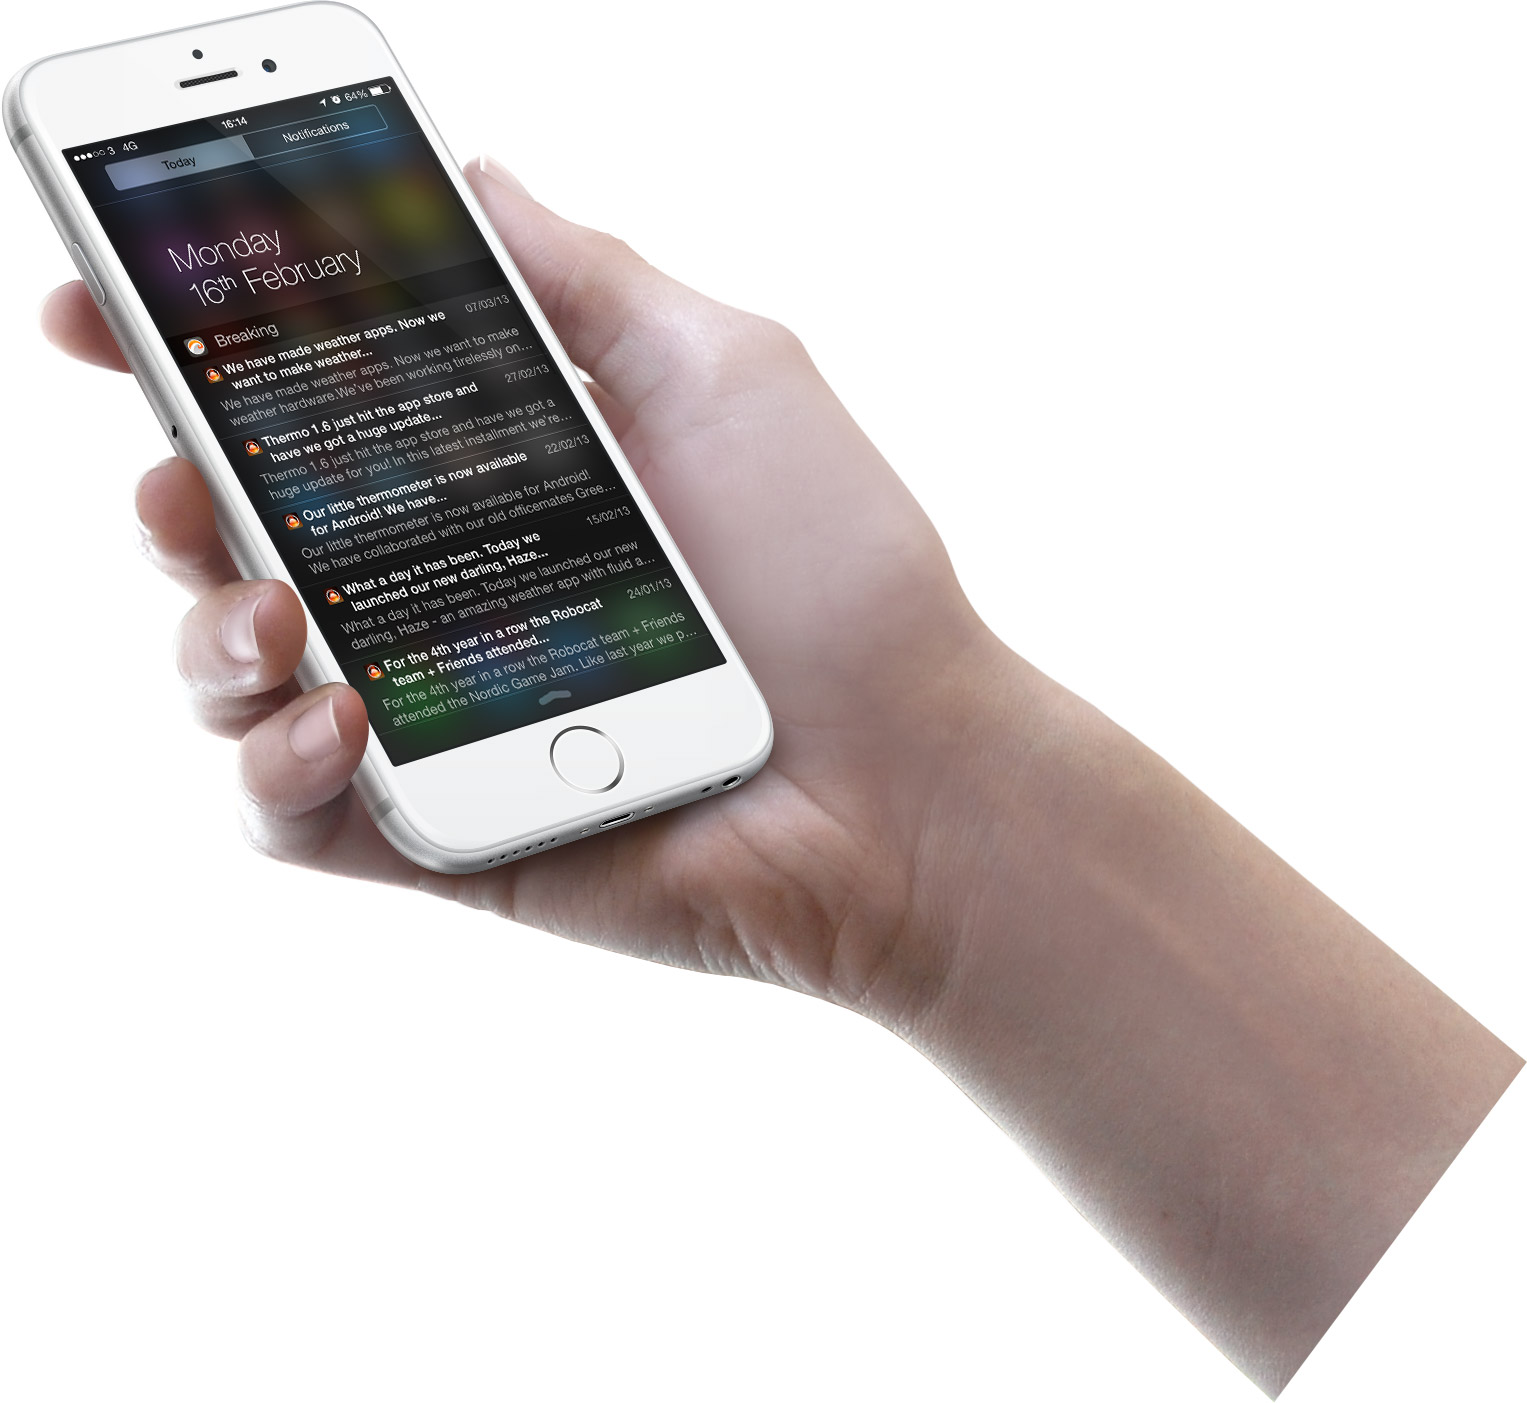 3 4G 16:14 64%
Today Notifications
Monday
16th February
Breaking
07/03/13
We have made weather apps. Now we
want to make weather...
We have made weather apps. Now we want to make
weather hardware.We've been working tirelessly on...
27/02/13
Thermo 1.6 just hit the app store and
have we got a huge update...
Thermo 1.6 just hit the app store and have we got a
huge update for you! In this latest installment we're...
22/02/13
Our little thermometer is now available
for Android! We have...
Our little thermometer is now available for Android!
We have collaborated with our old officemates Gree...
15/02/13
What a day it has been. Today we
launched our new darling, Haze...
What a day it has been. Today we launched our new
darling, Haze - an amazing weather app with fluid a...
24/01/13
For the 4th year in a row the Robocat
team + Friends attended...
For the 4th year in a row the Robocat team + Friends
attended the Nordic Game Jam. Like last year we p...